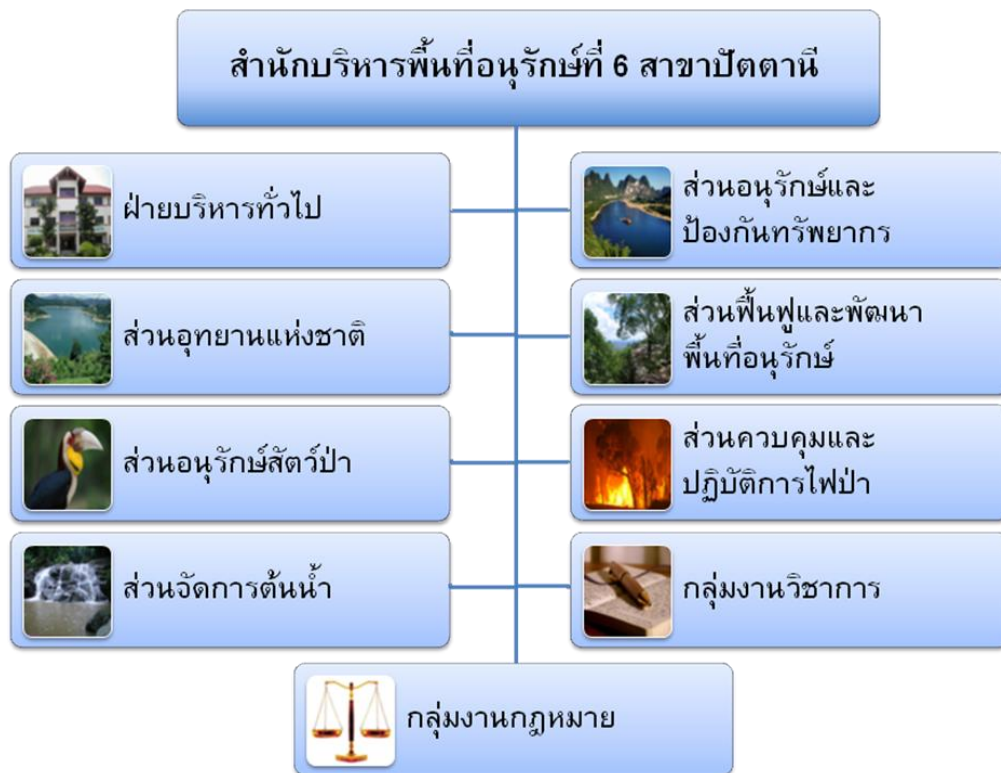 สำนักบริหารพื้นที่อนุรักษ์ที่ 6 สาขาปัตตานี
ฝ่ายบริหารทั่วไป
ส่วนอนุรักษ์และ
ป้องกันทรัพยากร
ส่วนอุทยานแห่งชาติ
ส่วนฟื้นฟูและพัฒนา
พื้นที่อนุรักษ์
ส่วนอนุรักษ์สัตว์ป่า
ส่วนควบคุมและ
ปฏิบัติการไฟป่า
ส่วนจัดการต้นน้ำ
กลุ่มงานวิชาการ
กลุ่มงานกฎหมาย